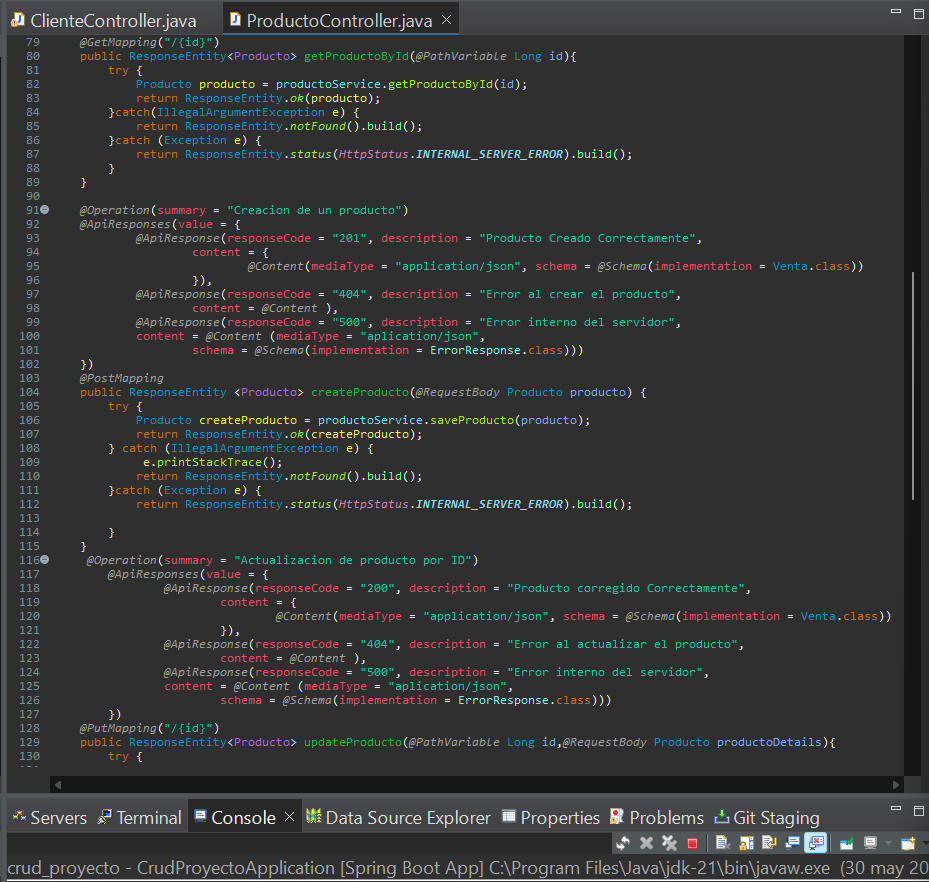 ClienteController.java
ProductoController.java
79 @GetMapping("/{id}")
80 public ResponseEntity<Producto> getProductoById(@PathVariable Long id){
81 try {
82 Producto producto = productoService.getProductoById(id);
83 return ResponseEntity.ok(producto);
84 }catch(IllegalArgumentException e) {
85 return ResponseEntity.notFound().build();
86 }catch (Exception e) {
87 return ResponseEntity.status(HttpStatus.INTERNAL_SERVER_ERROR).build();
88 }
89 }
90
91 @Operation(summary = "Creacion de un producto")
92 @ApiResponses(value = {
93 @ApiResponse(responseCode = "201", description = "Producto Creado Correctamente",
94 content = {
95 @Content(mediaType = "application/json", schema = @Schema(implementation = Venta.class))
96 }),
97 @ApiResponse(responseCode = "404", description = "Error al crear el producto",
98 content = @Content ),
99 @ApiResponse(responseCode = "500", description = "Error interno del servidor",
100 content = @Content (mediaType = "aplication/json",
101 schema = @Schema(implementation = ErrorResponse.class)))
102 })
103 @PostMapping
104 public ResponseEntity <Producto> createProducto(@RequestBody Producto producto) {
105 try {
106 Producto createProducto = productoService.saveProducto(producto);
107 return ResponseEntity.ok(createProducto);
108 } catch (IllegalArgumentException e) {
109 e.printStackTrace();
110 return ResponseEntity.notFound().build();
111 }catch (Exception e) {
112 return ResponseEntity.status(HttpStatus.INTERNAL_SERVER_ERROR).build();
113
114 }
115 }
116 @Operation(summary = "Actualizacion de producto por ID")
117 @ApiResponses(value = {
118 @ApiResponse(responseCode = "200", description = "Producto corregido Correctamente",
119 content = {
120 @Content(mediaType = "application/json", schema = @Schema(implementation = Venta.class))
121 }),
122 @ApiResponse(responseCode = "404", description = "Error al actualizar el producto",
123 content = @Content ),
124 @ApiResponse(responseCode = "500", description = "Error interno del servidor",
125 content = @Content (mediaType = "aplication/json",
126 schema = @Schema(implementation = ErrorResponse.class)))
127 })
128 @PutMapping("/{id}")
129 public ResponseEntity<Producto> updateProducto(@PathVariable Long id,@RequestBody Producto productoDetails){
130 try {
Servers Terminal Console Data Source Explorer Properties Problems Git Staging
crud_proyecto - CrudProyectoApplication [Spring Boot App] C:\Program Files\Java\jdk-21\bin\javaw.exe (30 may 20